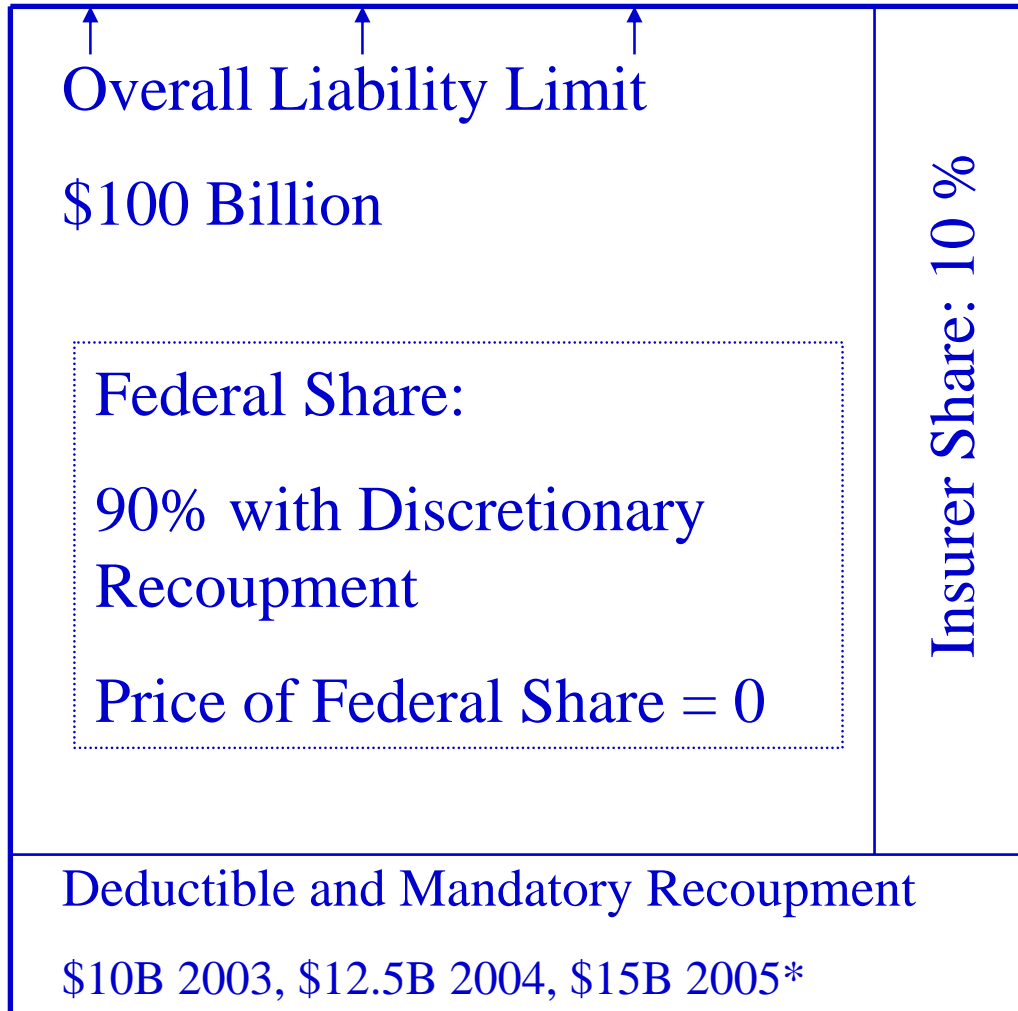 Overall Liability Limit
$100 Billion
Federal Share:
90% with Discretionary
Recoupment
Price of Federal Share = 0
Insurer Share: 10 %
Deductible and Mandatory Recoupment
$10B 2003, $12.5B 2004, $15B 2005*